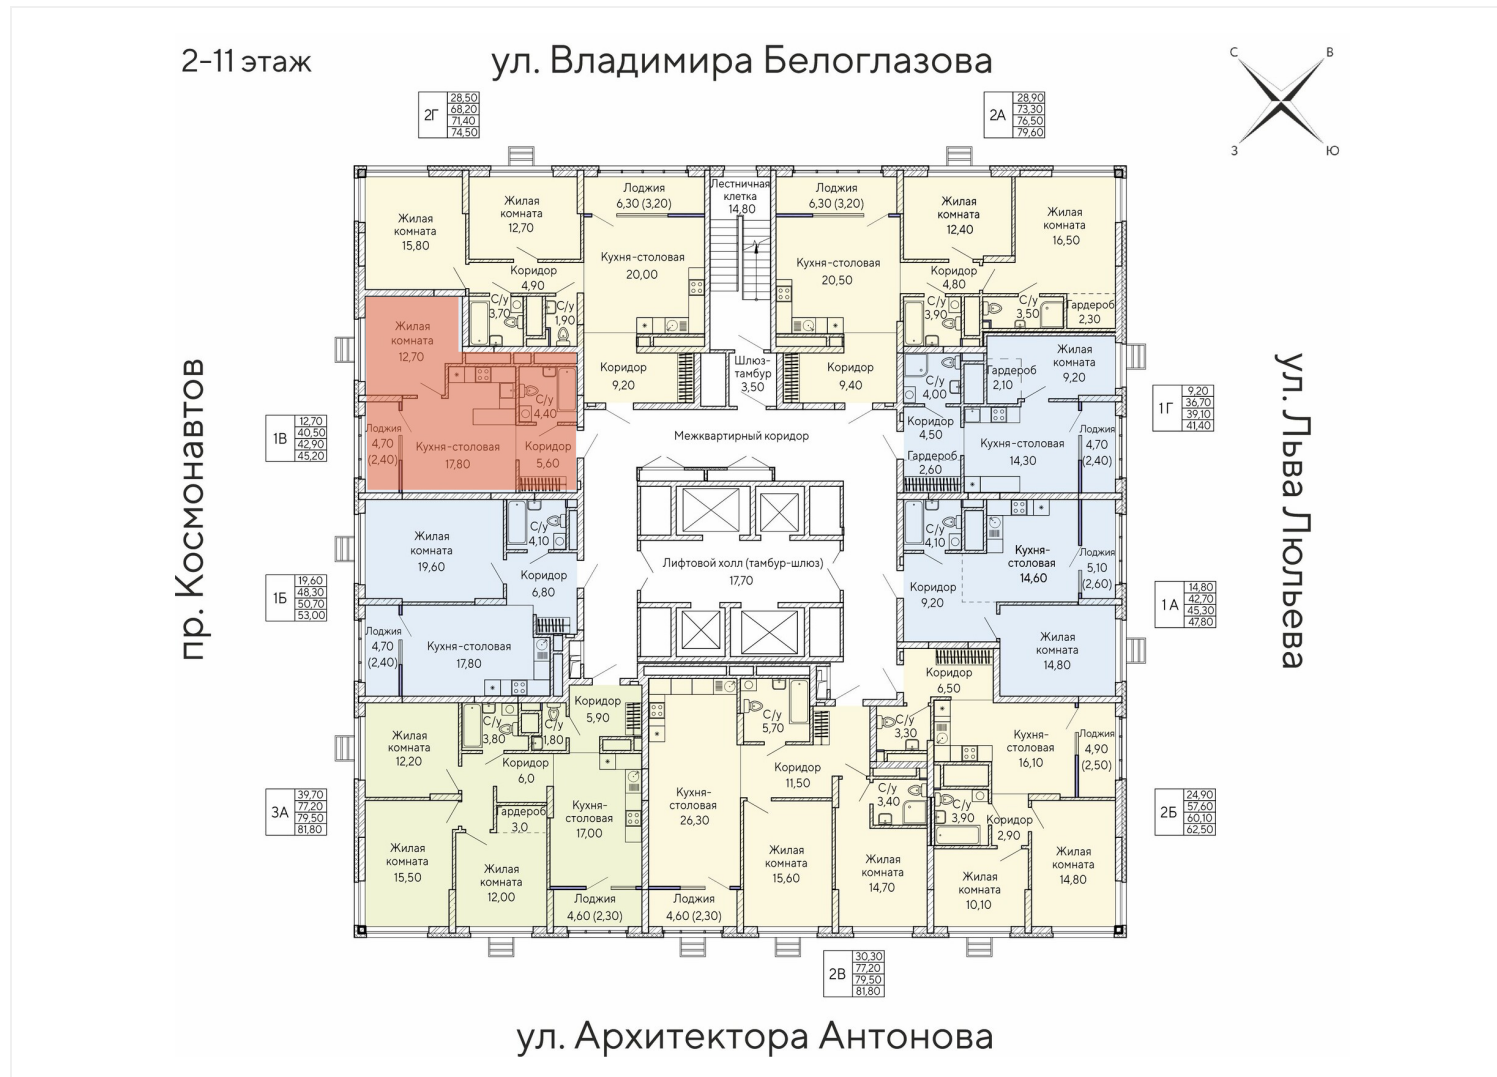 2-11 этаж
ул. Владимира Белоглазова
С
В
З
Ю
2Г
28,50
68,20
71,40
74,50
2А
28,90
73,30
76,50
79,60
Жилая
комната
15,80
Жилая
комната
12,70
Лоджия
6,30 (3,20)
Лестничная
клетка
14,80
Лоджия
6,30 (3,20)
Жилая
комната
12,40
Жилая
комната
16,50
Кухня-столовая
20,00
Кухня-столовая
20,50
Коридор
4,90
Коридор
4,80
С/у
3,70
С/у
1,90
С/у
3,90
С/у
3,50
Гардероб
2,30
Жилая
комната
12,70
Коридор
9,20
Шлюз-
тамбур
3,50
Коридор
9,40
С/у
4,00
Гардероб
2,10
Жилая
комната
9,20
1В
12,70
40,50
42,90
45,20
Лоджия
4,70
(2,40)
Кухня-столовая
17,80
С/у
4,40
Коридор
5,60
Межквартирный коридор
Коридор
4,50
Гардероб
2,60
Кухня-столовая
14,30
Лоджия
4,70
(2,40)
1Г
9,20
36,70
39,10
41,40
пр. Космонавтов
ул. Льва Люльева
Жилая
комната
19,60
С/у
4,10
Коридор
6,80
Лифтовой холл (тамбур-шлюз)
17,70
С/у
4,10
Коридор
9,20
Кухня-
столовая
14,60
Лоджия
5,10
(2,60)
1Б
19,60
48,30
50,70
53,00
1А
14,80
42,70
45,30
47,80
Лоджия
4,70
(2,40)
Кухня-столовая
17,80
Жилая
комната
14,80
Коридор
6,50
Жилая
комната
12,20
С/у
3,80
С/у
1,80
Коридор
5,90
С/у
5,70
С/у
3,30
Кухня-
столовая
16,10
Лоджия
4,90
(2,50)
Коридор
6,0
Коридор
11,50
3А
39,70
77,20
79,50
81,80
Гардероб
3,0
Кухня-
столовая
17,00
Кухня-
столовая
26,30
С/у
3,40
С/у
3,90
Коридор
2,90
2Б
24,90
57,60
60,10
62,50
Жилая
комната
15,50
Жилая
комната
12,00
Жилая
комната
15,60
Жилая
комната
14,70
Жилая
комната
10,10
Жилая
комната
14,80
Лоджия
4,60 (2,30)
Лоджия
4,60 (2,30)
2В
30,30
77,20
79,50
81,80
ул. Архитектора Антонова